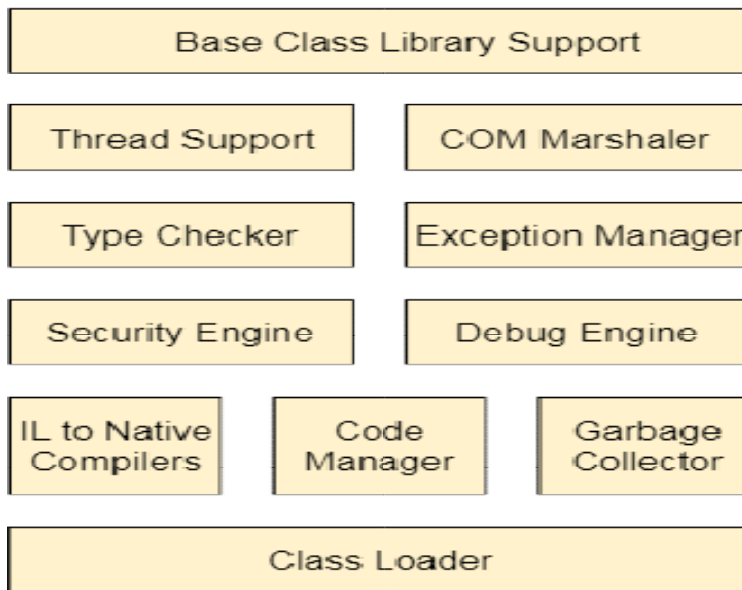 Base Class Library Support
Thread Support
COM Marshaler
Type Checker
Exception Manager
Security Engine
Debug Engine
IL to Native
Compilers
Code
Manager
Garbage
Collector
Class Loader